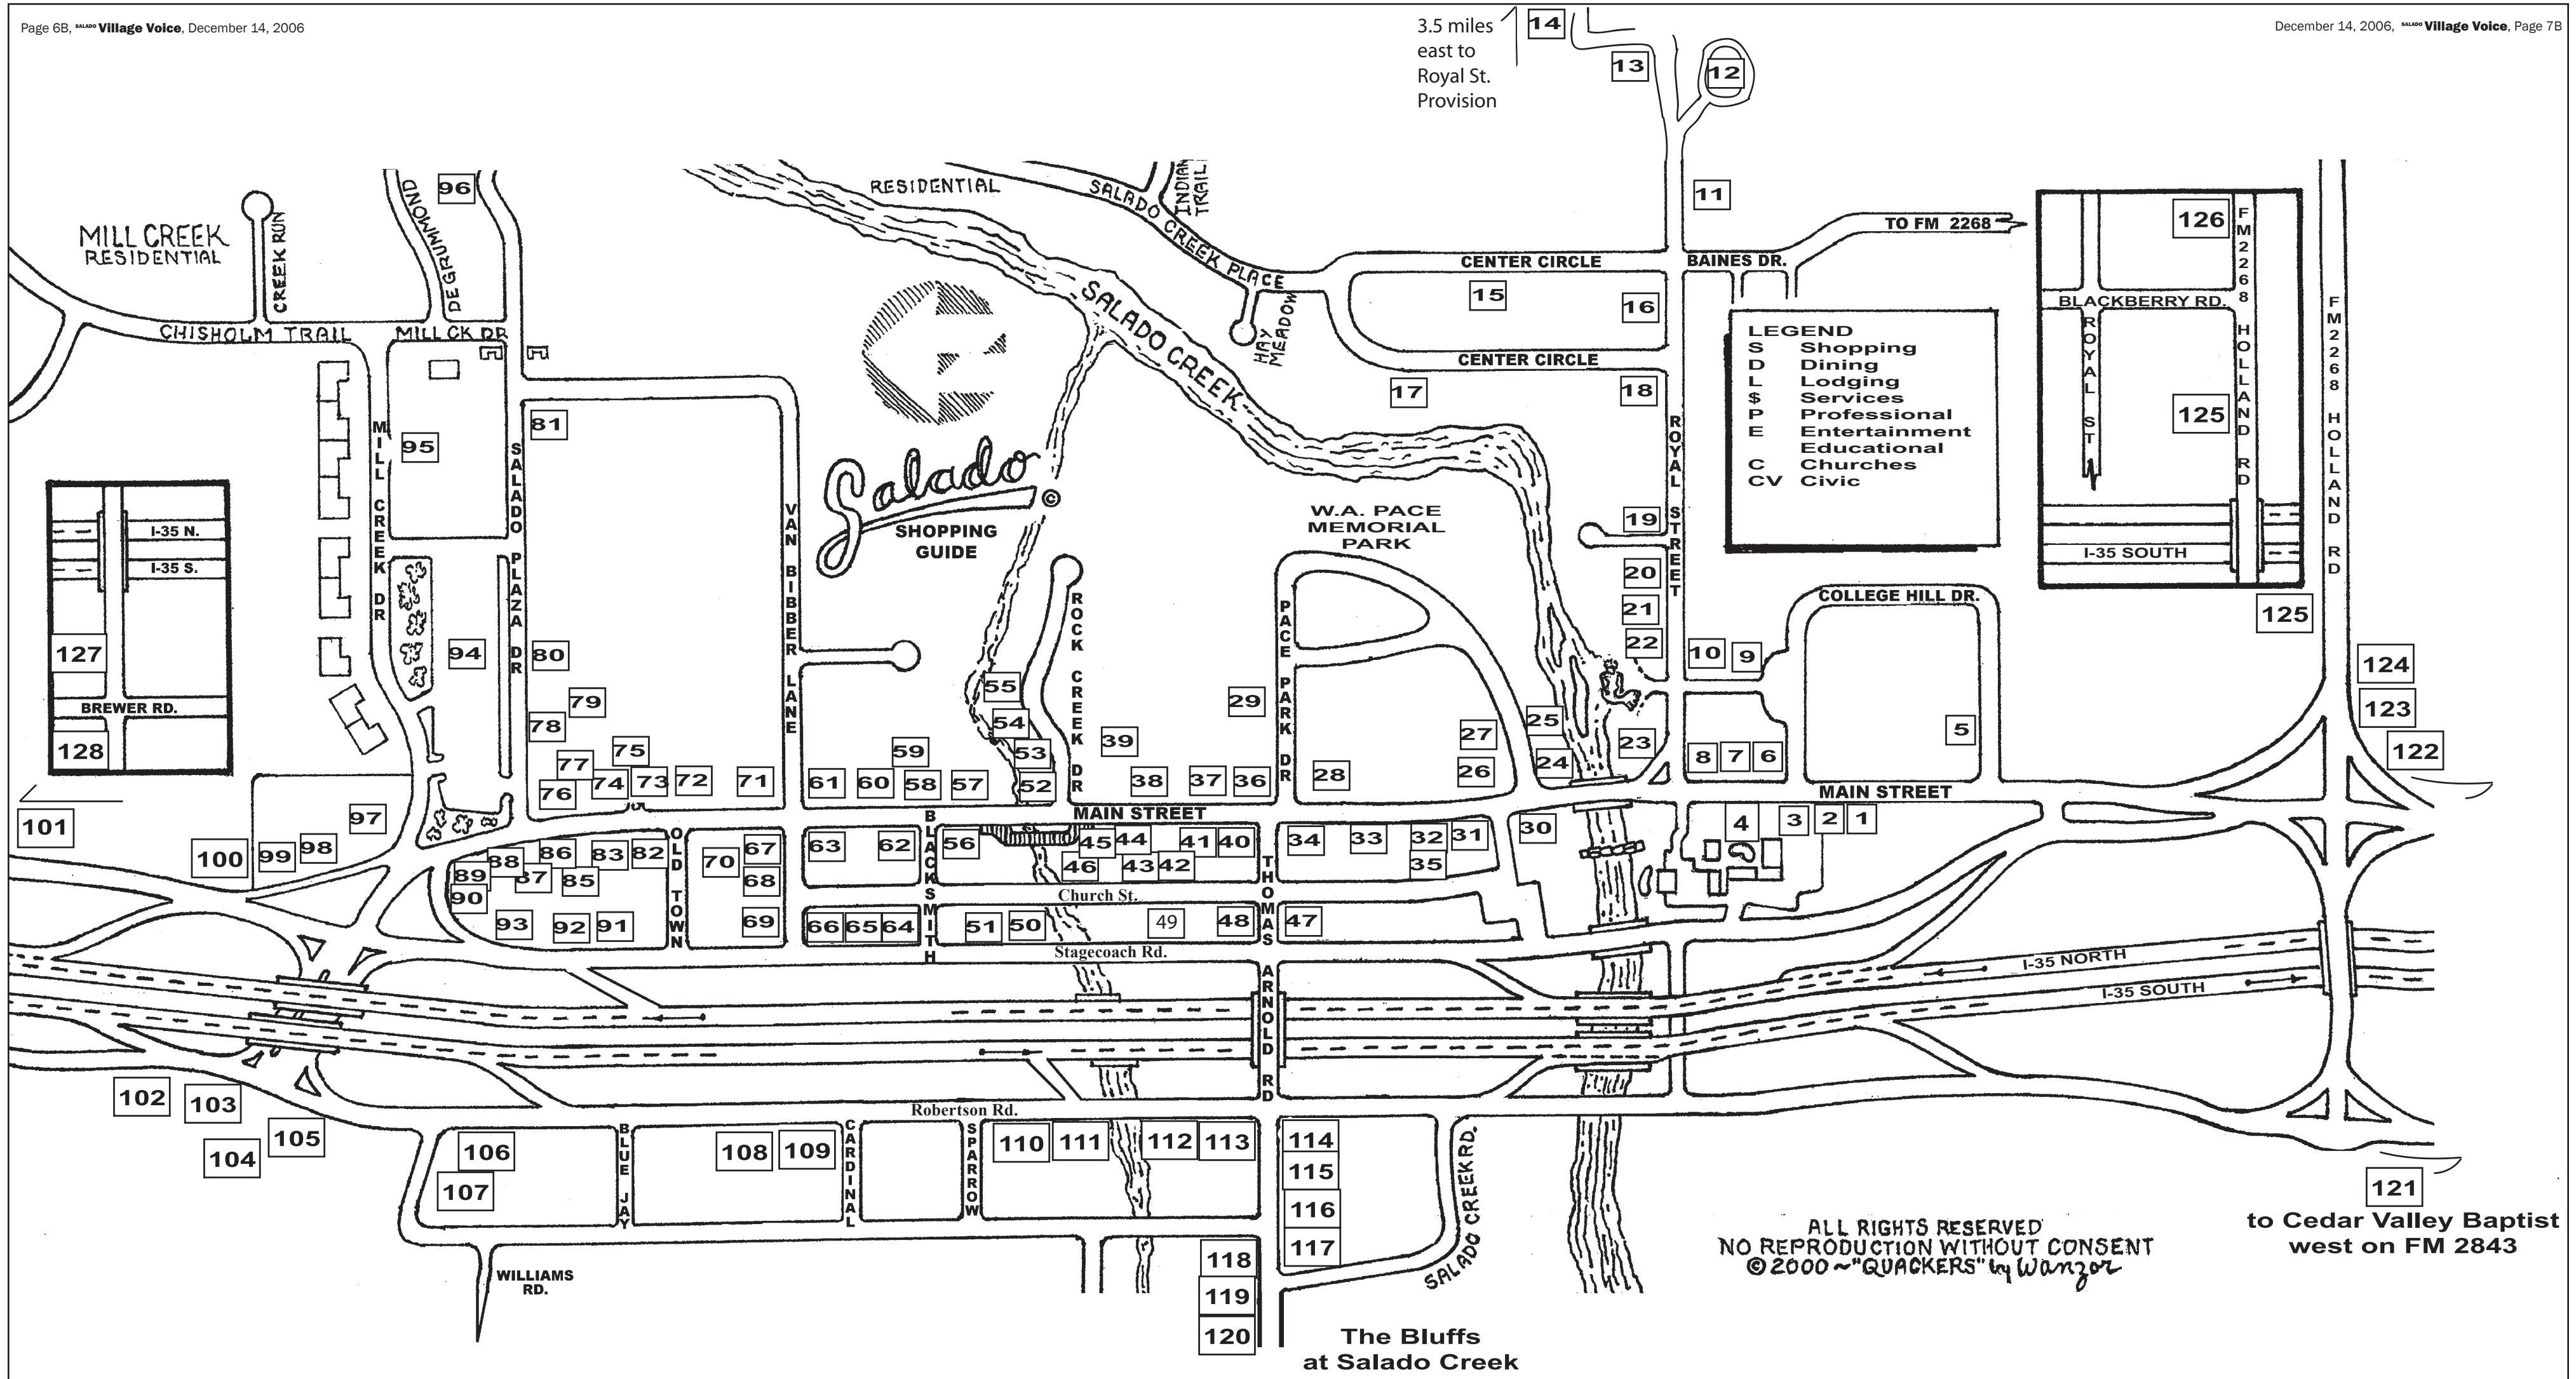 Page 6B, SALADO Village Voice, December 14, 2006
December 14, 2006, SALADO Village Voice, Page 7B
3.5 miles
east to
Royal St.
Provision
14
13
12
11
96
RESIDENTIAL
SALADO CREEK PLACE
INDIAN
TRAIL
MILL CREEK
RESIDENTIAL
CREEK RUN
DEGRUMMOND
TO FM 2268
CENTER CIRCLE
BAINES DR.
15
16
HAY
MEADOW
SALADO CREEK
CHISHOLM TRAIL
MILL CK DR
CENTER CIRCLE
17
18
LEGEND
S Shopping
D Dining
L Lodging
$ Services
P Professional
E Entertainment
Educational
C Churches
CV Civic
126
FM2268 HOLLAND RD
BLACKBERRY RD.
ROYAL ST
125
I-35 SOUTH
FM2268 HOLLAND RD
125
81
95
MILL CREEK DR
SALADO PLAZA DR
VAN BIBBER LANE
Salado ©
SHOPPING
GUIDE
W.A. PACE
MEMORIAL
PARK
ROYAL STREET
19
20
21
22
10
9
COLLEGE HILL DR.
I-35 N.
I-35 S.
127
BREWER RD.
128
94
80
79
78
77
75
76
74
73
72
71
61
60
59
58
57
55
54
53
52
ROCK CREEK DR
39
38
37
36
29
PACE PARK DR
28
27
26
25
24
23
8
7
6
5
124
123
122
MAIN STREET
MAIN STREET
101
100
99
98
97
88
86
83
82
89
87
85
90
93
92
91
OLD TOWN
70
67
68
69
63
62
BLACKSMITH
56
45
44
41
40
46
43
42
THOMAS ARNOLD RD
34
33
32
31
35
30
4
3
2
1
Church St.
66
65
64
51
50
49
48
47
Stagecoach Rd.
I-35 NORTH
I-35 SOUTH
102
103
104
105
Robertson Rd.
106
107
BLUE JAY
108
109
CARDINAL
SPARROW
110
111
112
113
114
115
116
117
SALADO CREEK RD.
118
119
120
WILLIAMS
RD.
The Bluffs
at Salado Creek
ALL RIGHTS RESERVED
NO REPRODUCTION WITHOUT CONSENT
© 2000 ~ "QUACKERS" by Wanzor
121
to Cedar Valley Baptist
west on FM 2843